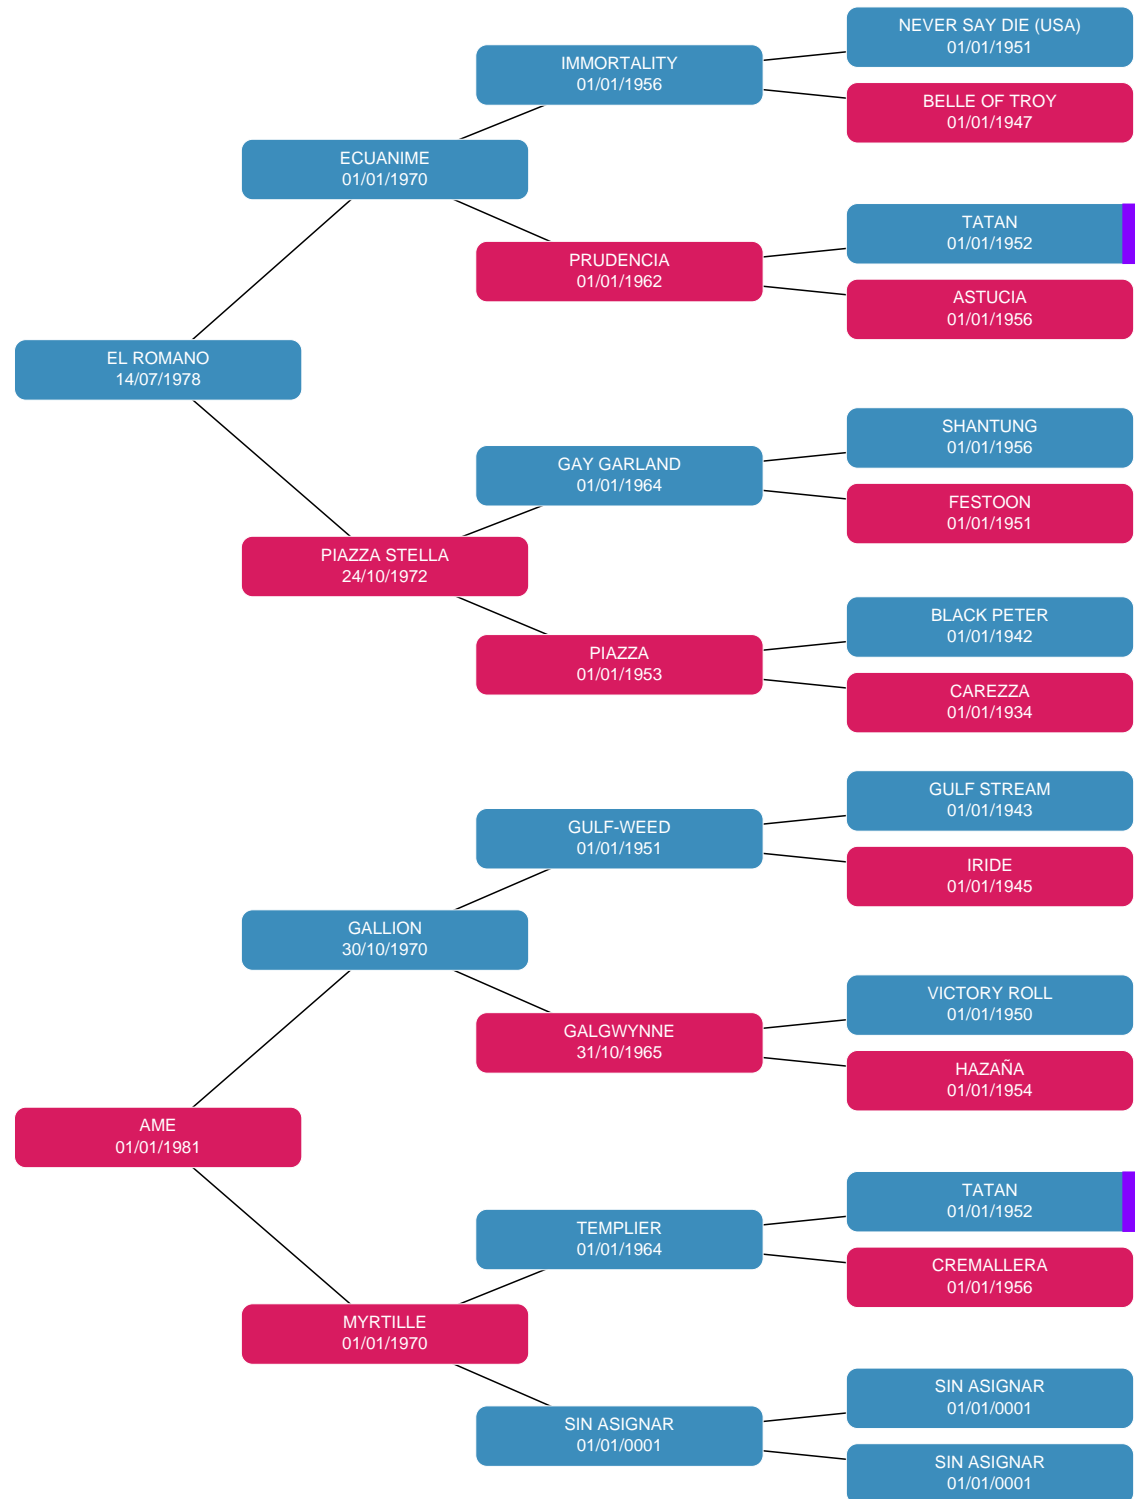 NEVER SAY DIE (USA)
01/01/1951
IMMORTALITY
01/01/1956
BELLE OF TROY
01/01/1947
ECUANIME
01/01/1970
TATAN
01/01/1952
PRUDENCIA
01/01/1962
ASTUCIA
01/01/1956
EL ROMANO
14/07/1978
SHANTUNG
01/01/1956
GAY GARLAND
01/01/1964
FESTOON
01/01/1951
PIAZZA STELLA
24/10/1972
BLACK PETER
01/01/1942
PIAZZA
01/01/1953
CAREZZA
01/01/1934
GULF STREAM
01/01/1943
GULF-WEED
01/01/1951
IRIDE
01/01/1945
GALLION
30/10/1970
VICTORY ROLL
01/01/1950
GALGWYNNE
31/10/1965
HAZAÑA
01/01/1954
AME
01/01/1981
TATAN
01/01/1952
TEMPLIER
01/01/1964
CREMALLERA
01/01/1956
MYRTILLE
01/01/1970
SIN ASIGNAR
01/01/0001
SIN ASIGNAR
01/01/0001
SIN ASIGNAR
01/01/0001